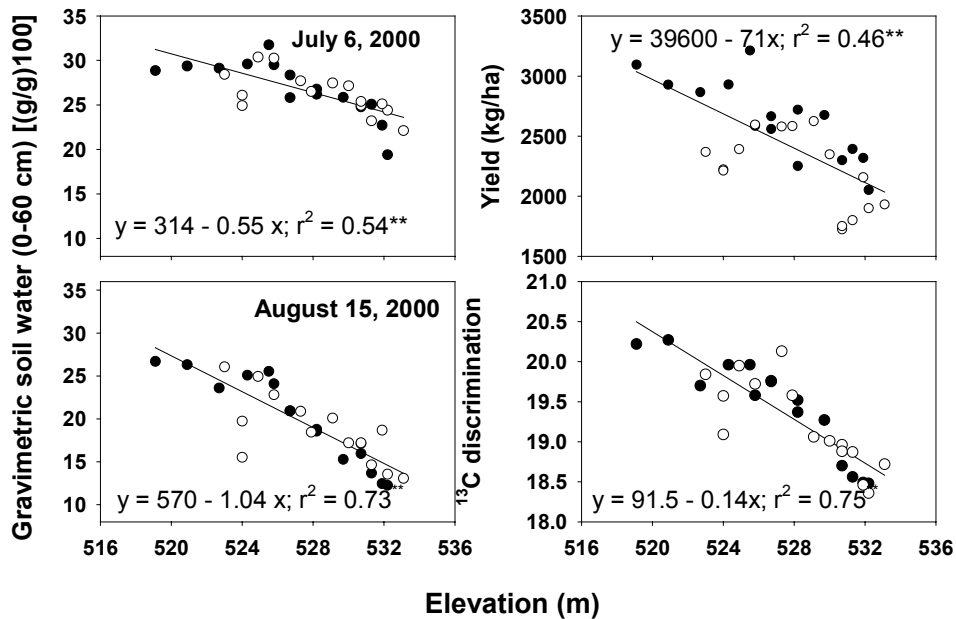 Gravimetric soil water (0-60 cm) [(g/g)100]
35
30
25
20
15
10
July 6, 2000
y = 314 - 0.55 x; r² = 0.54**
Yield (kg/ha)
3500
3000
2500
2000
1500
y = 39600 - 71x; r² = 0.46**
35
30
25
20
15
10
August 15, 2000
y = 570 - 1.04 x; r² = 0.73**
516 520 524 528 532 536
¹³C discrimination
21.0
20.5
20.0
19.5
19.0
18.5
18.0
y = 91.5 - 0.14x; r² = 0.75
516 520 524 528 532 536
Elevation (m)